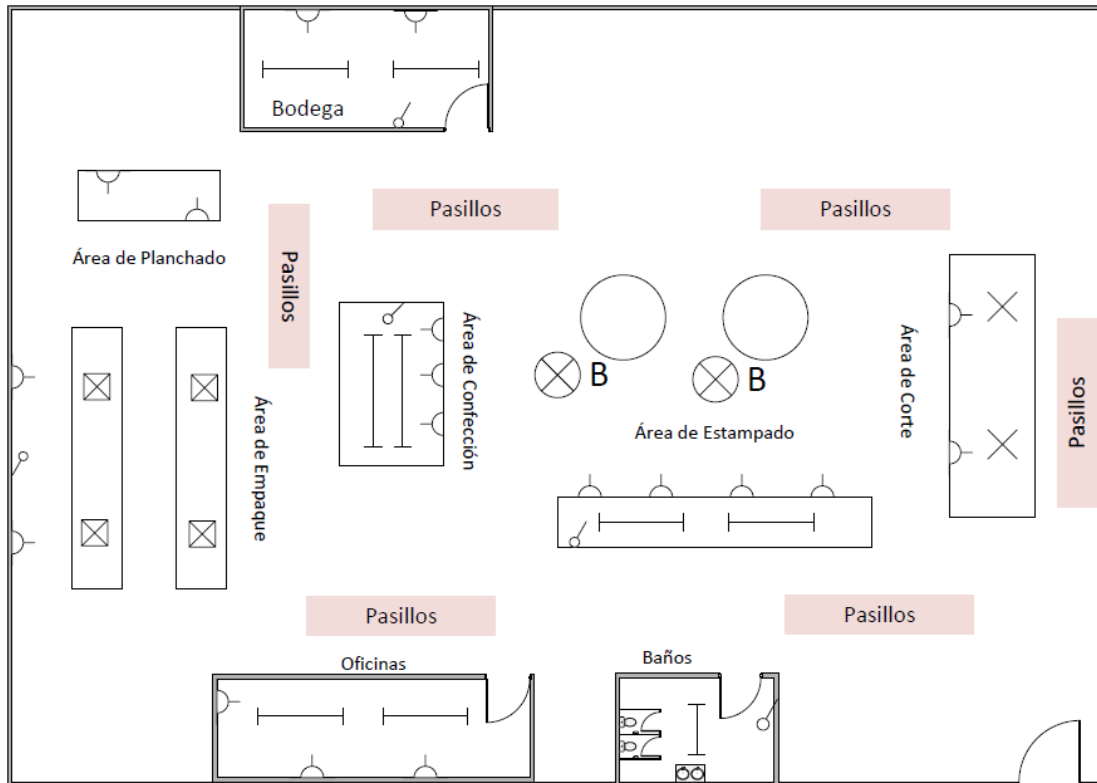 Bodega
Pasillos
Pasillos
Área de Planchado
Pasillos
Área de Confección
Área de Corte
B
B
Pasillos
Área de Empaque
Área de Estampado
Pasillos
Pasillos
Oficinas
Baños